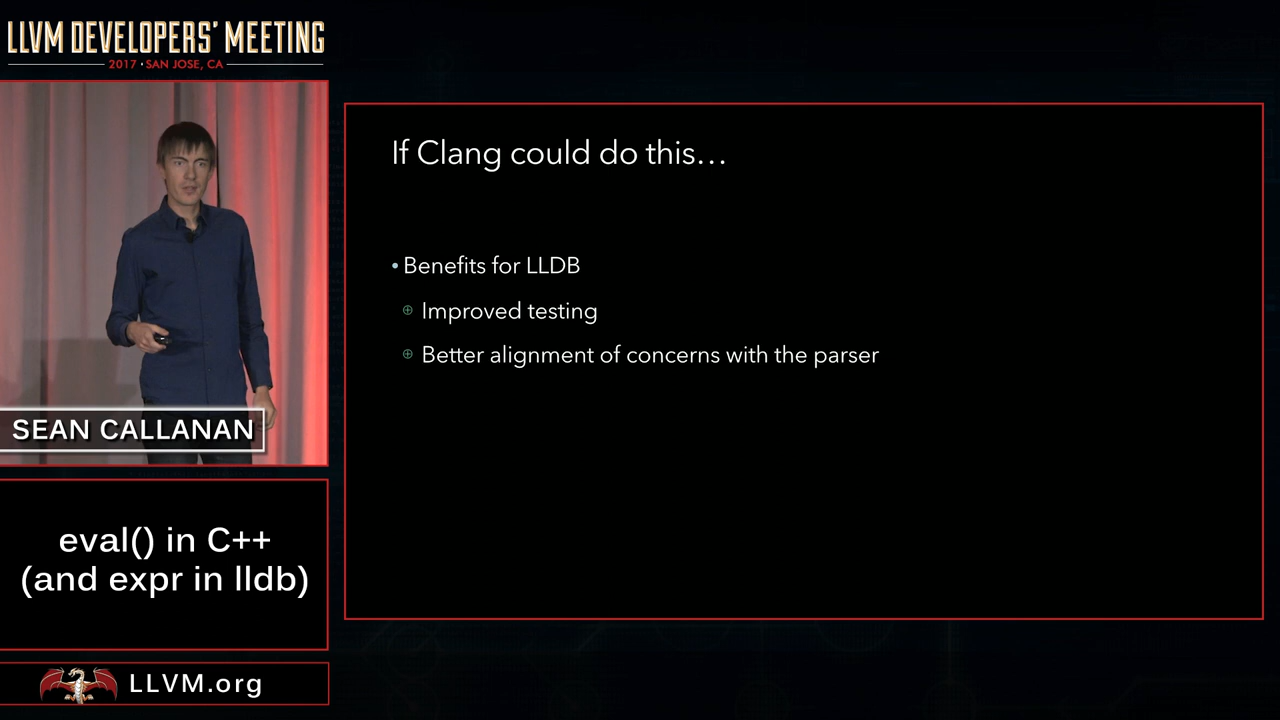 LLVM DEVELOPERS' MEETING
2017 · SAN JOSE, CA
SEAN CALLANAN
eval() in C++
(and expr in lldb)
LLVM.org
If Clang could do this…
• Benefits for LLDB
⊕ Improved testing
⊕ Better alignment of concerns with the parser